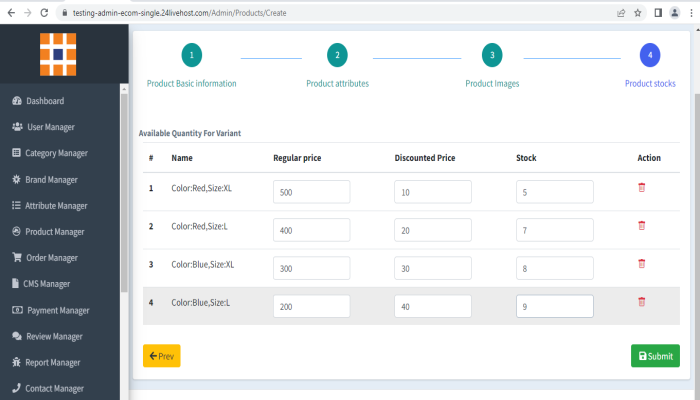 testing-admin-ecom-single.24livehost.com/Admin/Products/Create
1
2
3
4
Product Basic information
Product attributes
Product Images
Product stocks
Dashboard
User Manager
Category Manager
Brand Manager
Attribute Manager
Product Manager
Order Manager
CMS Manager
Payment Manager
Review Manager
Report Manager
Contact Manager
Available Quantity For Variant
# Name Regular price Discounted Price Stock Action
1 Color:Red,Size:XL 500 10 5
2 Color:Red,Size:L 400 20 7
3 Color:Blue,Size:XL 300 30 8
4 Color:Blue,Size:L 200 40 9
Prev
Submit